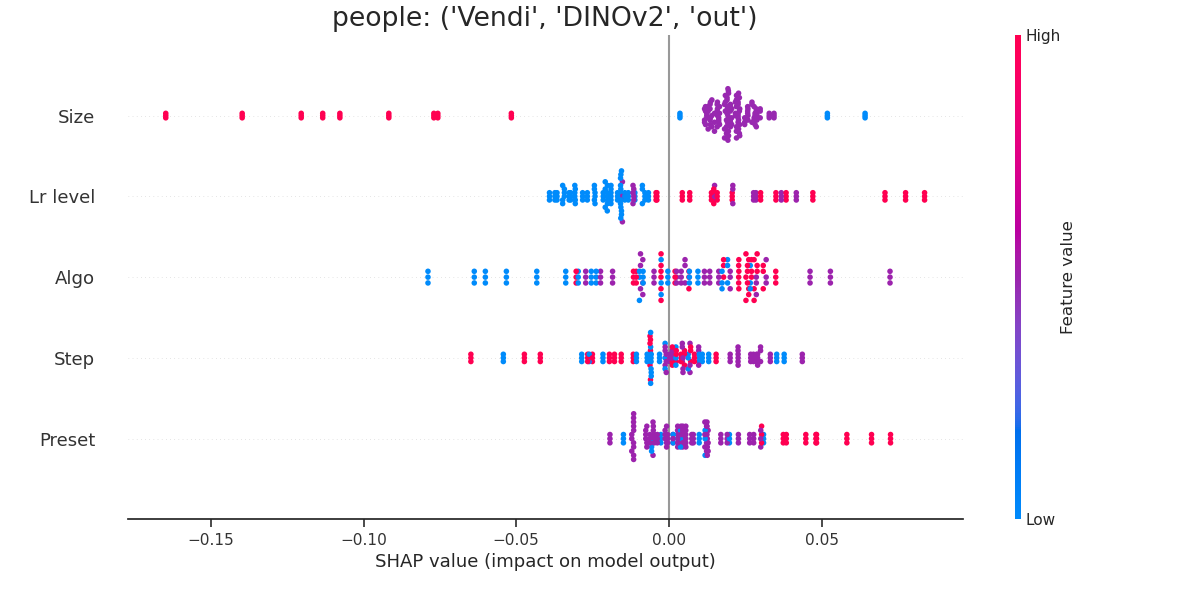 people: ('Vendi', 'DINOv2', 'out')
High
Size
Lr level
Algo
Step
Preset
Feature value
Low
−0.15
−0.10
−0.05
0.00
0.05
SHAP value (impact on model output)